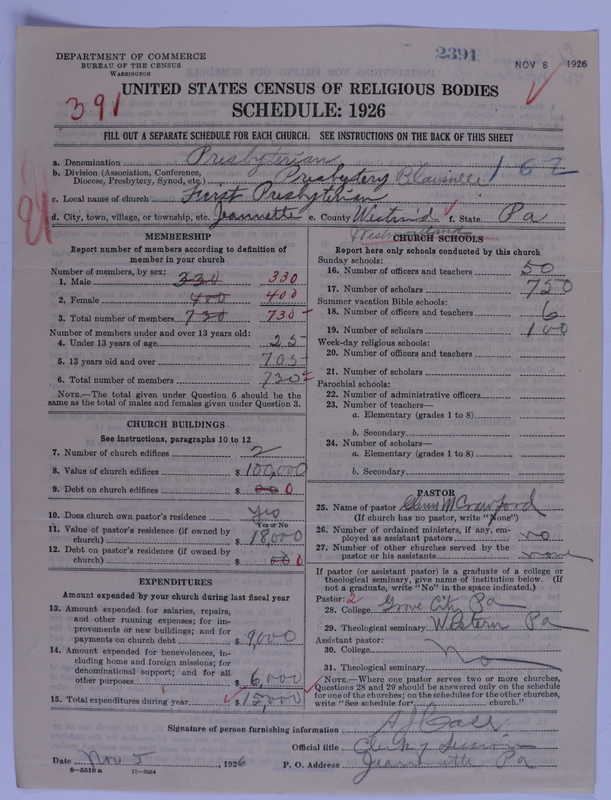 2391
DEPARTMENT OF COMMERCE
BUREAU OF THE CENSUS
WASHINGTON
NOV 8 1926
391
UNITED STATES CENSUS OF RELIGIOUS BODIES
SCHEDULE: 1926
FILL OUT A SEPARATE SCHEDULE FOR EACH CHURCH. SEE INSTRUCTIONS ON THE BACK OF THIS SHEET
a. Denomination Presbyterian
b. Division (Association, Conference, Diocese, Presbytery, Synod, etc.) Presbytery Blairsville 162
c. Local name of church First Presbyterian
d. City, town, village, or township, etc. Jeannette e. County Westm'd f. State Pa
Westmoreland
MEMBERSHIP
Report number of members according to definition of member in your church
Number of members, by sex:
1. Male 330 330
2. Female 400 400
3. Total number of members 730 730
Number of members under and over 13 years old:
4. Under 13 years of age 25
5. 13 years old and over 705
6. Total number of members 730
NOTE.—The total given under Question 6 should be the same as the total of males and females given under Question 3.
CHURCH BUILDINGS
See instructions, paragraphs 10 to 12
7. Number of church edifices 2
8. Value of church edifices $ 100,000
9. Debt on church edifices $ 0
10. Does church own pastor's residence? yes
Yes or No
11. Value of pastor's residence (if owned by church) $ 18,000
12. Debt on pastor's residence (if owned by church) $ 0
EXPENDITURES
Amount expended by your church during last fiscal year
13. Amount expended for salaries, repairs, and other running expenses; for improvements or new buildings; and for payments on church debt $ 9,000
14. Amount expended for benevolences, including home and foreign missions; for denominational support; and for all other purposes $ 6,000
15. Total expenditures during year $ 15,000
CHURCH SCHOOLS
Report here only schools conducted by this church
Sunday schools:
16. Number of officers and teachers 50
17. Number of scholars 750
Summer vacation Bible schools:
18. Number of officers and teachers 6
19. Number of scholars 100
Week-day religious schools:
20. Number of officers and teachers
21. Number of scholars
Parochial schools:
22. Number of administrative officers
23. Number of teachers—
a. Elementary (grades 1 to 8)
b. Secondary
24. Number of scholars—
a. Elementary (grades 1 to 8)
b. Secondary
PASTOR
25. Name of pastor Glenn M Crawford
(If church has no pastor, write "None")
26. Number of ordained ministers, if any, employed as assistant pastors no
27. Number of other churches served by the pastor or his assistants none
If pastor (or assistant pastor) is a graduate of a college or theological seminary, give name of institution below. (If not a graduate, write "No" in the space indicated.)
Pastor: 2
28. College Grove City Pa
29. Theological seminary Western Pa
Assistant pastor:
30. College No
31. Theological seminary
NOTE.—Where one pastor serves two or more churches, Questions 28 and 29 should be answered only on the schedule for one of the churches; on the schedules for the other churches, write "See schedule for church."
Signature of person furnishing information
Official title Clerk of Session
Date Nov 5, 1926 P. O. Address Jeannette Pa
8—5518a 11—9264